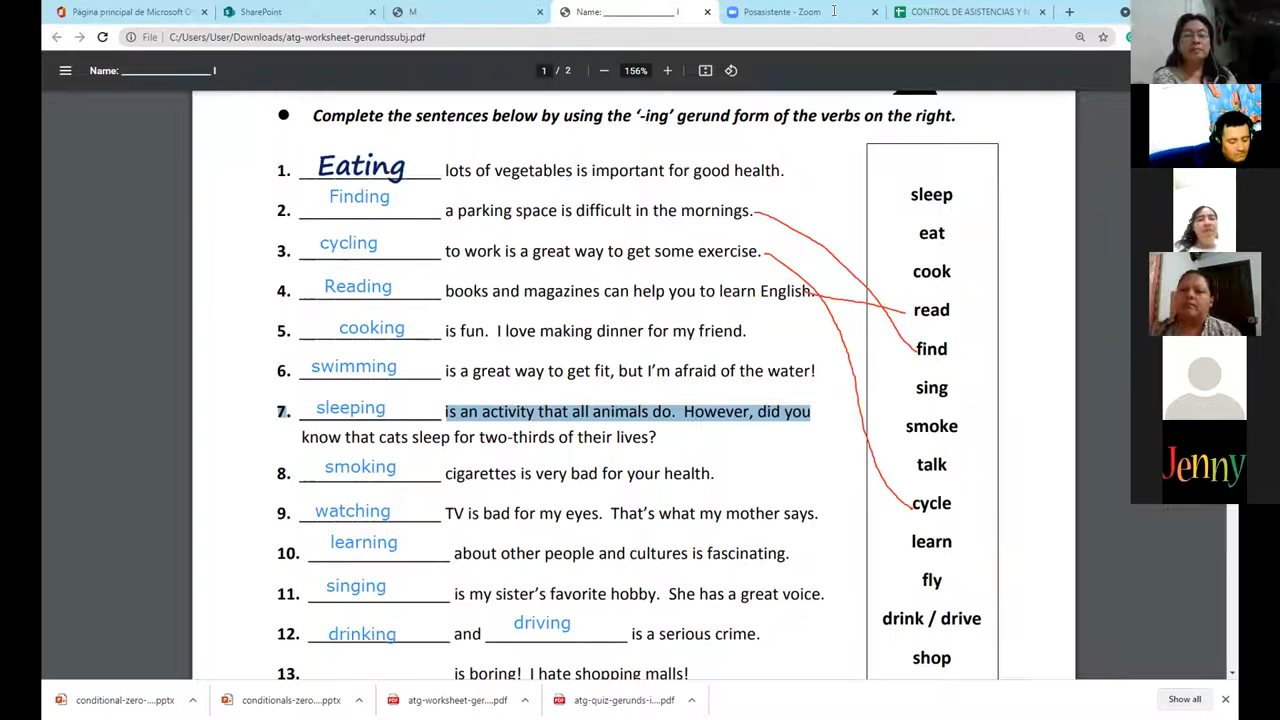 Página principal de Microsoft O
SharePoint
M
Name: ____________ I
Posasistente - Zoom
CONTROL DE ASISTENCIAS Y N
File | C:/Users/User/Downloads/atg-worksheet-gerundssubj.pdf
Name: ______________ I
1 / 2
156%
● Complete the sentences below by using the ‘-ing’ gerund form of the verbs on the right.
1. Eating lots of vegetables is important for good health.
2. Finding a parking space is difficult in the mornings.
3. cycling to work is a great way to get some exercise.
4. Reading books and magazines can help you to learn English.
5. cooking is fun. I love making dinner for my friend.
6. swimming is a great way to get fit, but I’m afraid of the water!
7. sleeping is an activity that all animals do. However, did you
know that cats sleep for two-thirds of their lives?
8. smoking cigarettes is very bad for your health.
9. watching TV is bad for my eyes. That’s what my mother says.
10. learning about other people and cultures is fascinating.
11. singing is my sister’s favorite hobby. She has a great voice.
12. drinking and driving is a serious crime.
13. is boring! I hate shopping malls!
sleep
eat
cook
read
find
sing
smoke
talk
cycle
learn
fly
drink / drive
shop
Jenny
conditional-zero-....pptx
conditionals-zero....pptx
atg-worksheet-ger....pdf
atg-quiz-gerunds-i....pdf
Show all